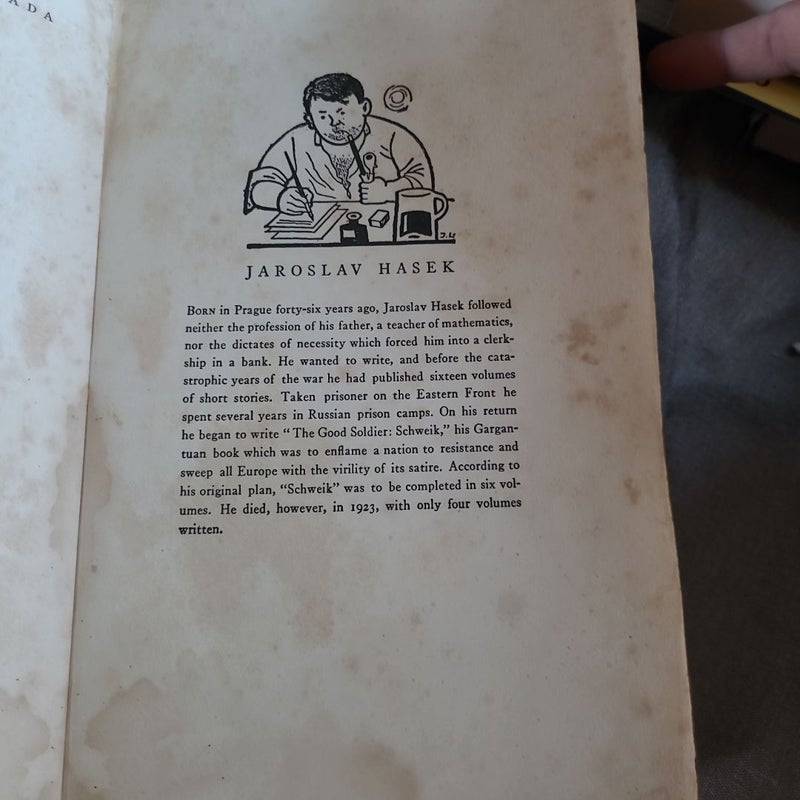 ADA
J.L.
JAROSLAV HASEK
BORN in Prague forty-six years ago, Jaroslav Hasek followed
neither the profession of his father, a teacher of mathematics,
nor the dictates of necessity which forced him into a clerk-
ship in a bank. He wanted to write, and before the cata-
strophic years of the war he had published sixteen volumes
of short stories. Taken prisoner on the Eastern Front he
spent several years in Russian prison camps. On his return
he began to write "The Good Soldier: Schweik," his Gargan-
tuan book which was to enflame a nation to resistance and
sweep all Europe with the virility of its satire. According to
his original plan, "Schweik" was to be completed in six vol-
umes. He died, however, in 1923, with only four volumes
written.